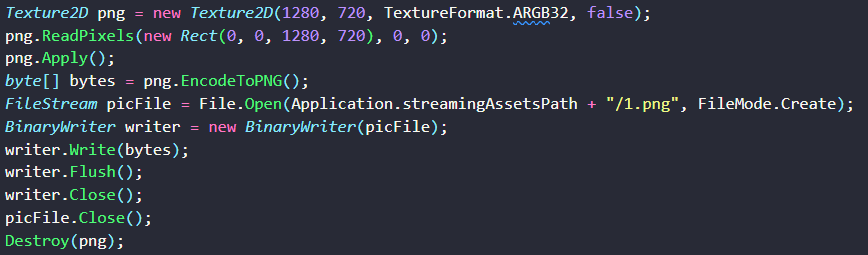 Texture2D png = new Texture2D(1280, 720, TextureFormat.ARGB32, false);
png.ReadPixels(new Rect(0, 0, 1280, 720), 0, 0);
png.Apply();
byte[] bytes = png.EncodeToPNG();
FileStream picFile = File.Open(Application.streamingAssetsPath + "/1.png", FileMode.Create);
BinaryWriter writer = new BinaryWriter(picFile);
writer.Write(bytes);
writer.Flush();
writer.Close();
picFile.Close();
Destroy(png);